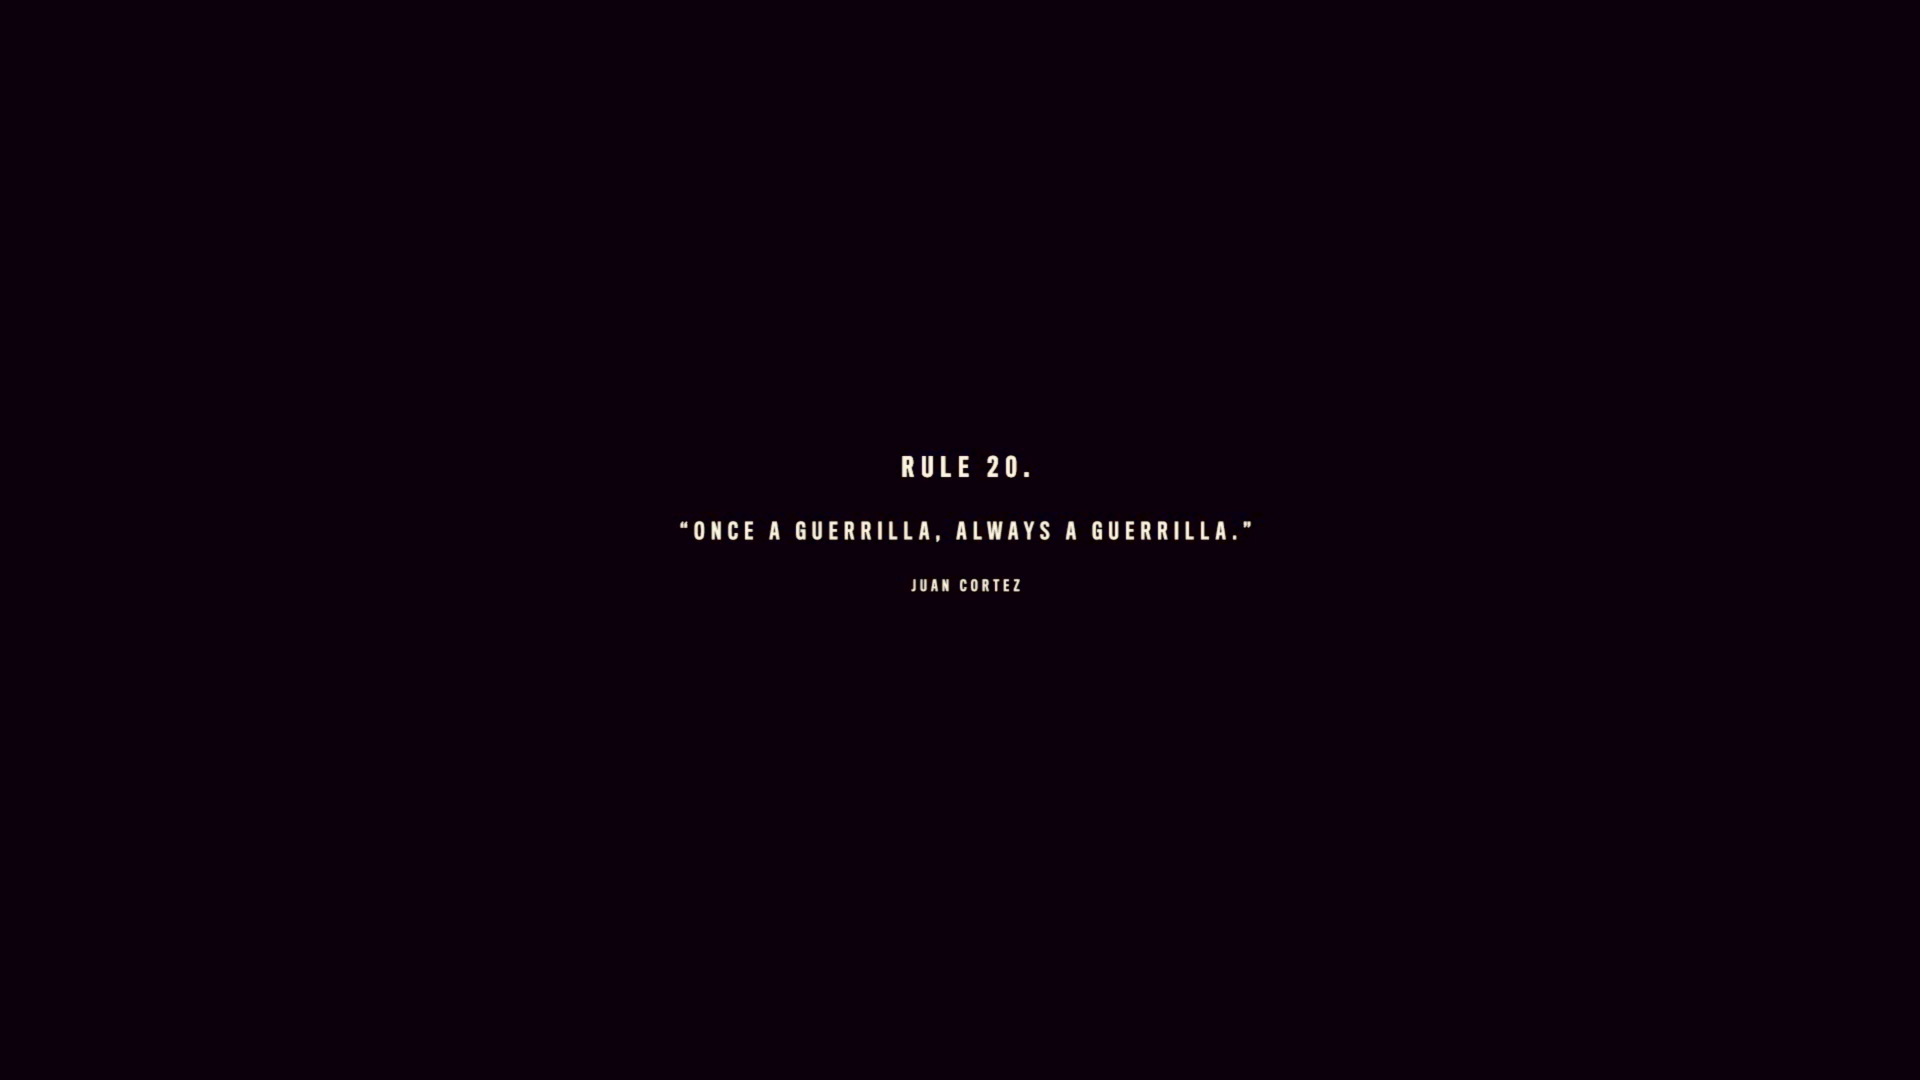 RULE 20.
“ONCE A GUERRILLA, ALWAYS A GUERRILLA.”
JUAN CORTEZ